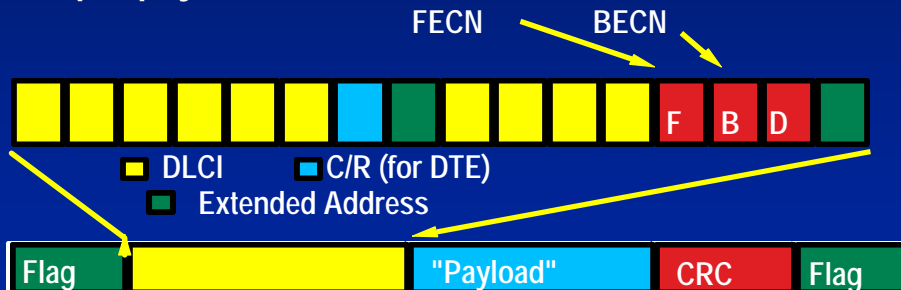 FECN BECN
F B D
DLCI C/R (for DTE)
Extended Address
Flag "Payload" CRC Flag